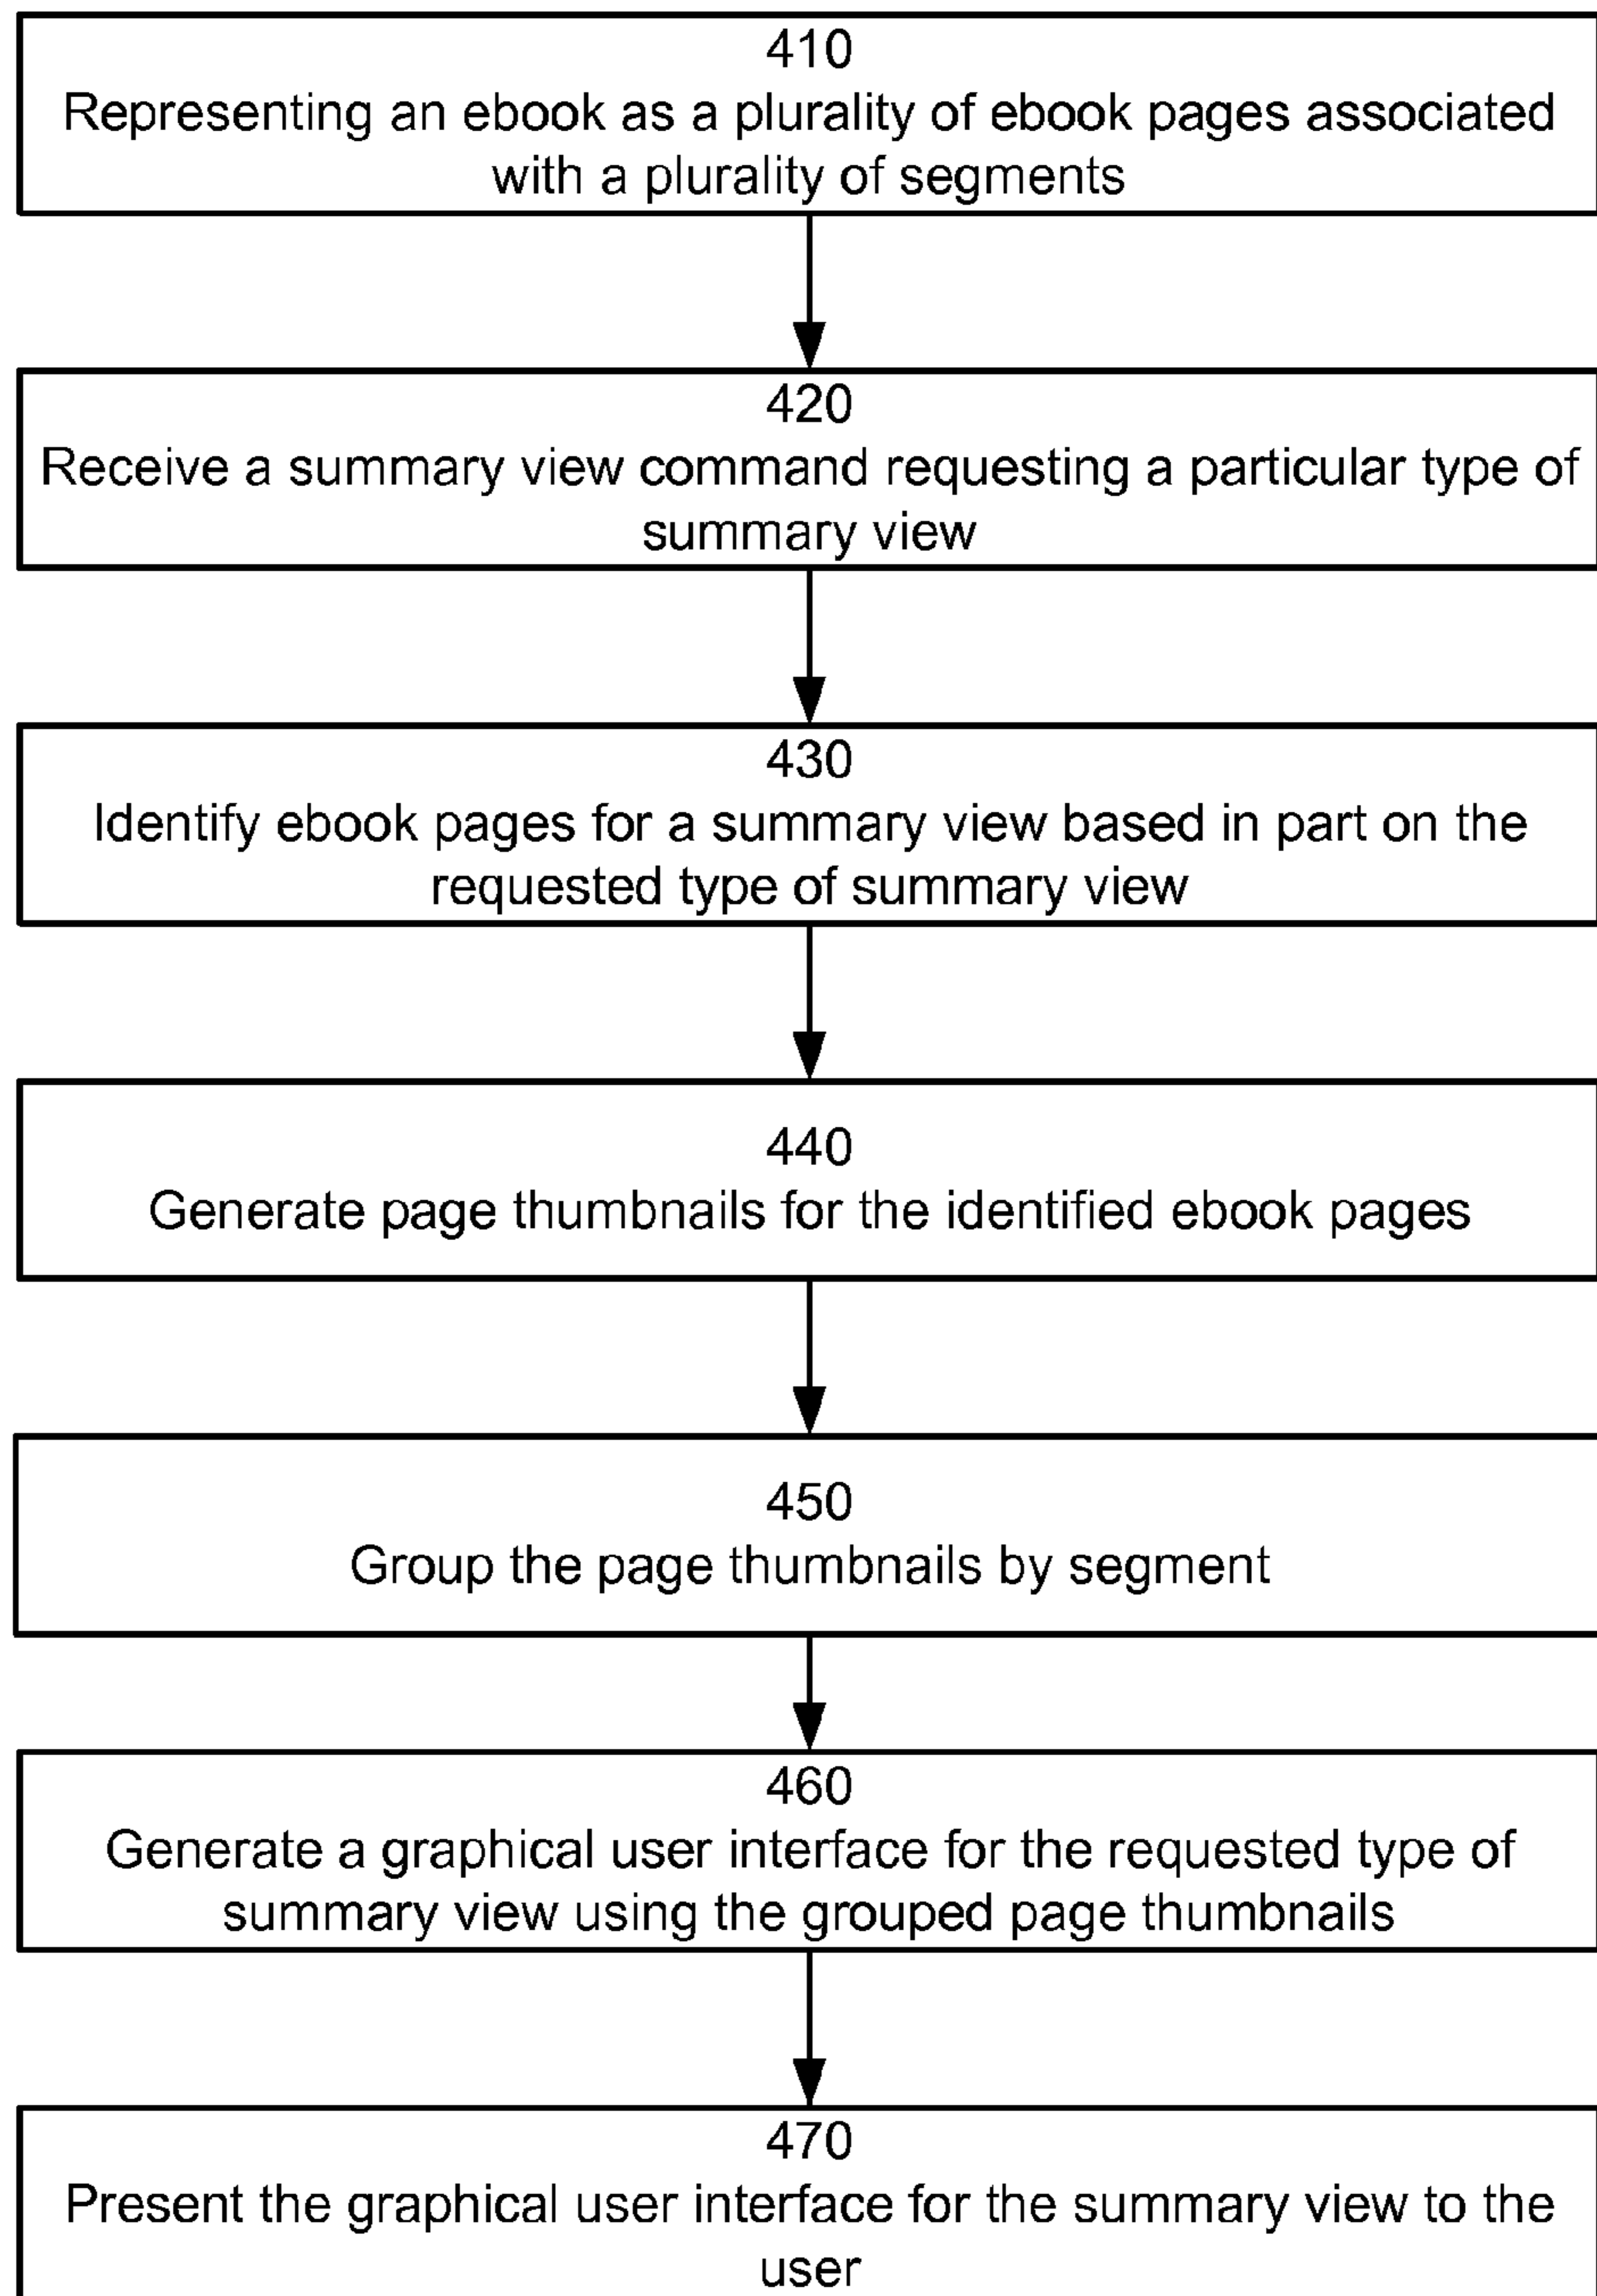 410
Representing an ebook as a plurality of ebook pages associated
with a plurality of segments
420
Receive a summary view command requesting a particular type of
summary view
430
Identify ebook pages for a summary view based in part on the
requested type of summary view
440
Generate page thumbnails for the identified ebook pages
450
Group the page thumbnails by segment
460
Generate a graphical user interface for the requested type of
summary view using the grouped page thumbnails
470
Present the graphical user interface for the summary view to the
user